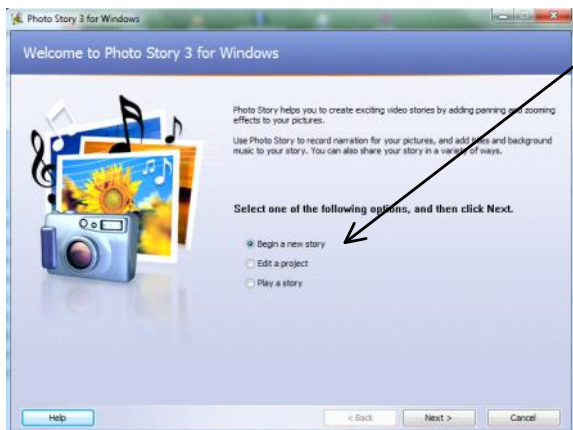 Photo Story 3 for Windows
Welcome to Photo Story 3 for Windows
Photo Story helps you to create exciting video stories by adding panning and zooming
effects to your pictures.
Use Photo Story to record narration for your pictures, and add titles and background
music to your story. You can also share your story in a variety of ways.
Select one of the following options, and then click Next.
Begin a new story
Edit a project
Play a story
Help
< Back
Next >
Cancel